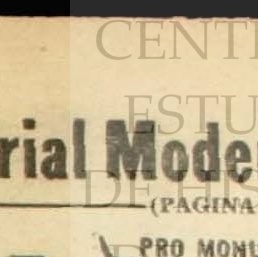 CENT
ESTU
rial Mode
DE HIS
(PAGINA
PRO MONU